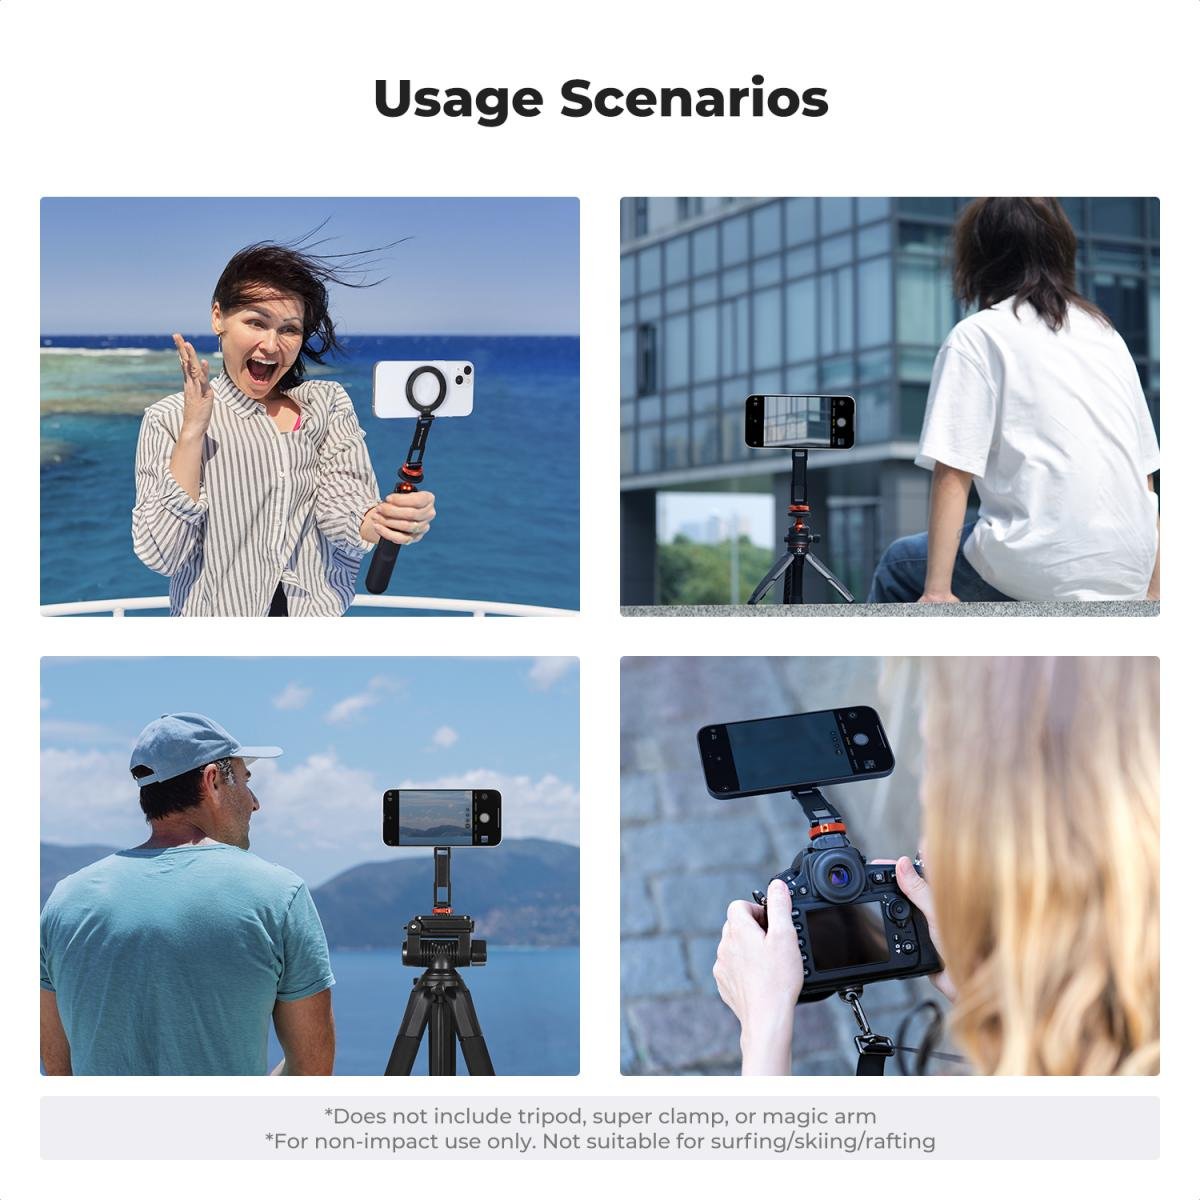 Usage Scenarios
*Does not include tripod, super clamp, or magic arm
*For non-impact use only. Not suitable for surfing/skiing/rafting